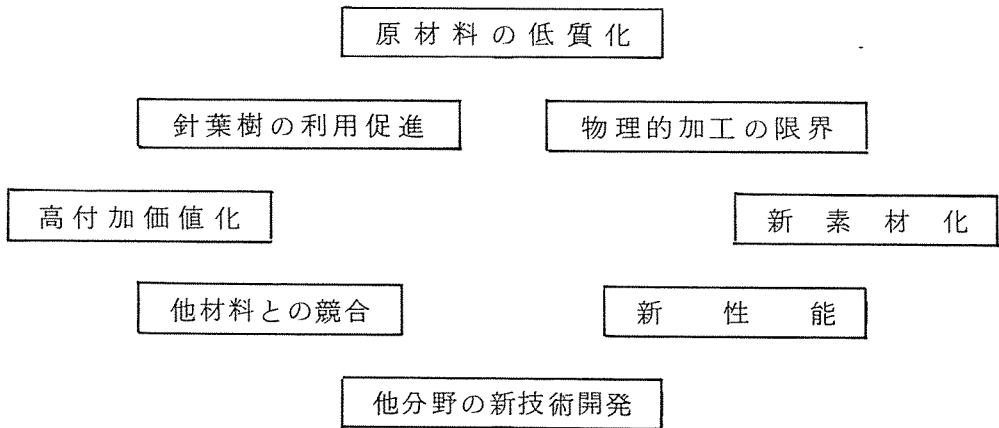 原材料の低質化
針葉樹の利用促進
物理的加工の限界
高付加価値化
新素材化
他材料との競合
新性能
他分野の新技術開発